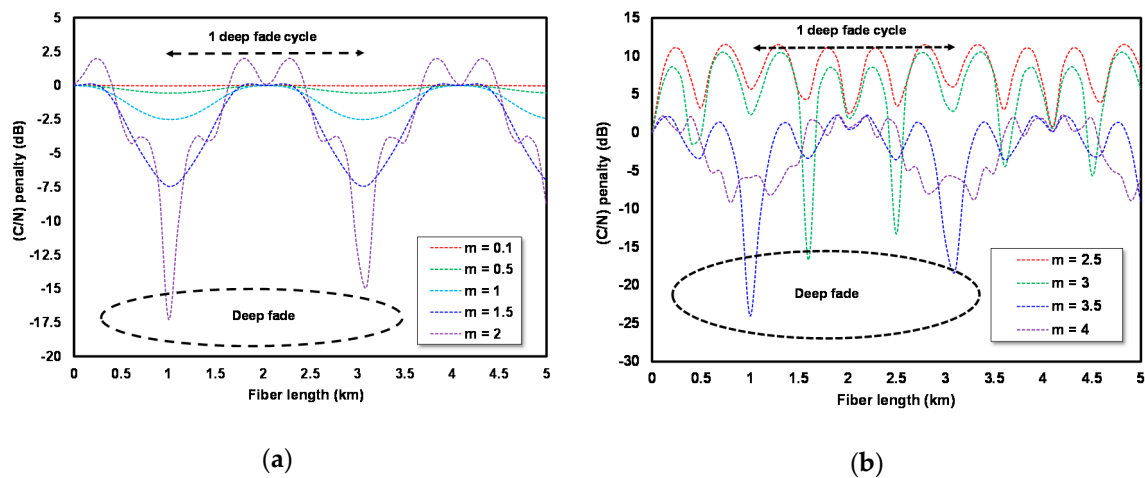 1 deep fade cycle
(C/N) penalty (dB)
5
2.5
0
-2.5
-5
-7.5
-10
-12.5
-15
-17.5
-20
m = 0.1
m = 0.5
m = 1
m = 1.5
m = 2
Deep fade
0 0.5 1 1.5 2 2.5 3 3.5 4 4.5 5
Fiber length (km)
(a)
1 deep fade cycle
(C/N) penalty (dB)
15
10
5
0
-5
-10
-15
-20
-25
-30
Deep fade
m = 2.5
m = 3
m = 3.5
m = 4
0 0.5 1 1.5 2 2.5 3 3.5 4 4.5 5
Fiber length (km)
(b)